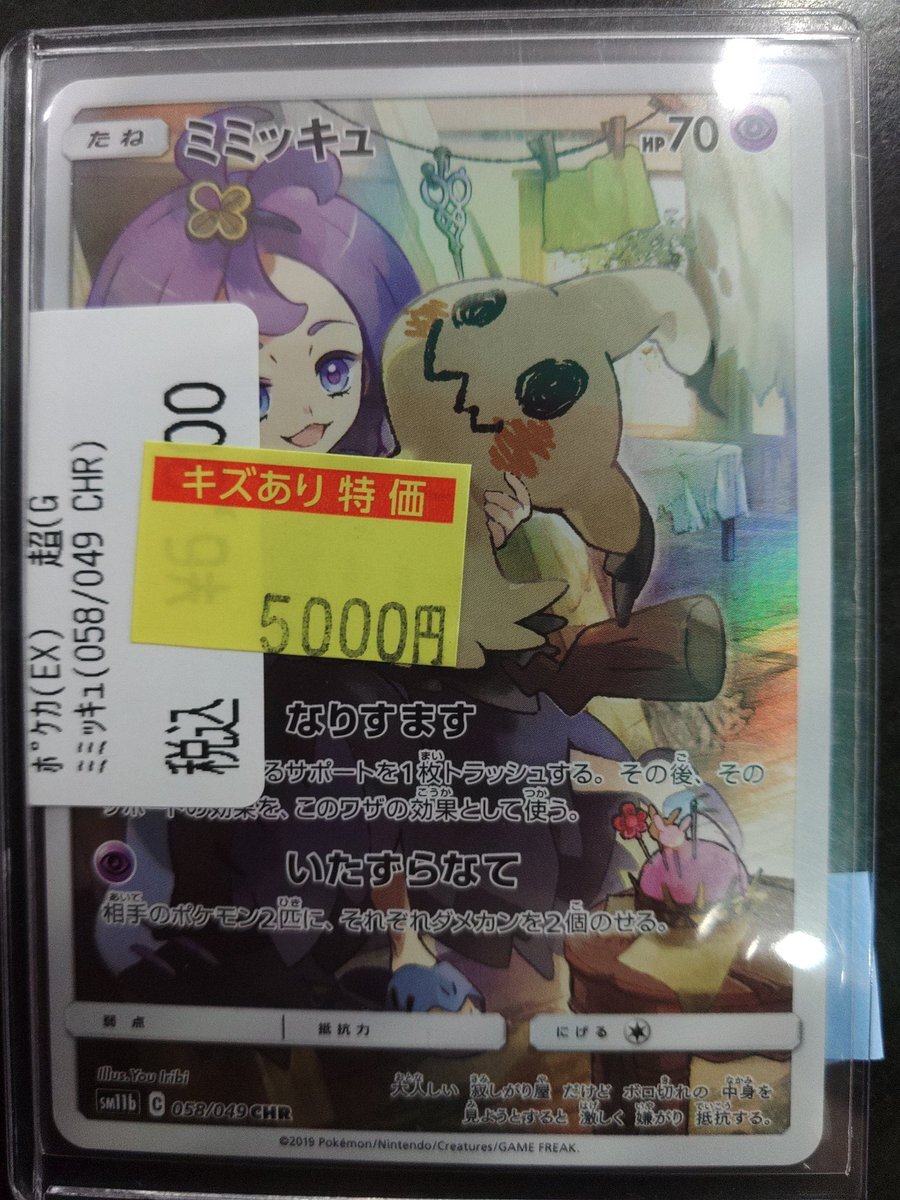 たね ミミッキュ HP70
ポケカ(EX) 超(G
ミミッキュ(058/049 CHR)
税込
キズあり特価
5000円
なりすます
るサポートを1枚トラッシュする。その後、その
の効果を、このワザの効果として使う。
いたずらなて
相手のポケモン2匹に、それぞれダメカンを2個のせる。
弱点 抵抗力 にげる
Illus.You Iribi
sm11b C 058/049 CHR
大人しい 寂しがり屋 だけど ボロ切れの 中身を
見ようとすると 激しく 嫌がり 抵抗する。
©2019 Pokémon/Nintendo/Creatures/GAME FREAK.